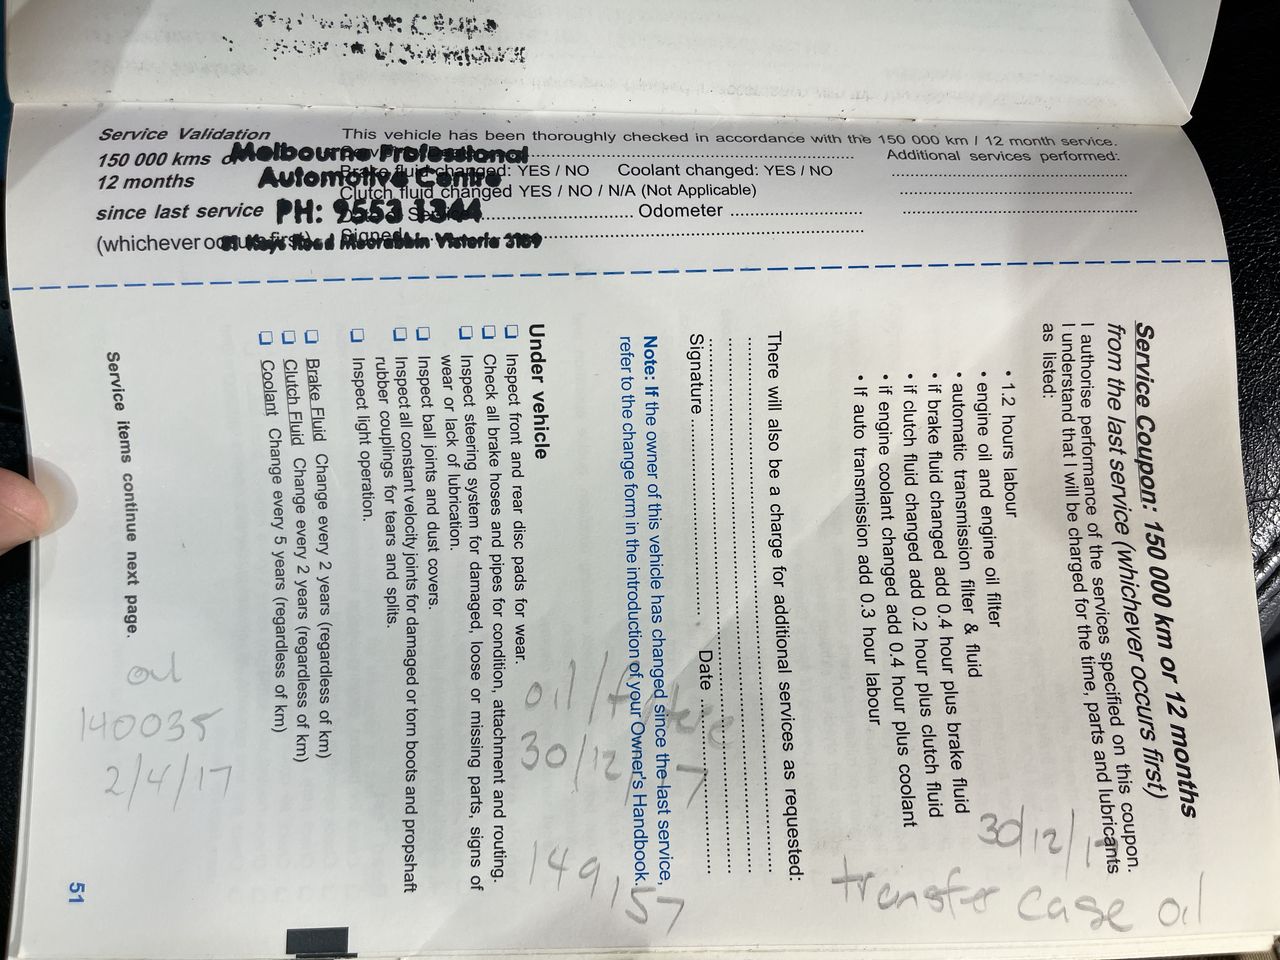 Service Validation
150 000 kms or
12 months
since last service
(whichever occurs first)
This vehicle has been thoroughly checked in accordance with the 150 000 km / 12 month service.
Additional services performed:
Brake fluid changed: YES / NO Coolant changed: YES / NO
Clutch fluid changed YES / NO / N/A (Not Applicable)
Odometer
Signed
Melbourne Professional
Automotive Centre
PH: 9553 1344
31 Keys Road Moorabbin Victoria 3189
Service Coupon: 150 000 km or 12 months
from the last service (whichever occurs first)
I authorise performance of the services specified on this coupon.
I understand that I will be charged for the time, parts and lubricants
as listed:
• 1.2 hours labour
• engine oil and engine oil filter
• automatic transmission filter & fluid
• if brake fluid changed add 0.4 hour plus brake fluid
• if clutch fluid changed add 0.2 hour plus clutch fluid
• if engine coolant changed add 0.4 hour plus coolant
• If auto transmission add 0.3 hour labour
30/12/17
transfer case oil
There will also be a charge for additional services as requested:
Signature Date
Note: If the owner of this vehicle has changed since the last service,
refer to the change form in the introduction of your Owner's Handbook.
Under vehicle
Inspect front and rear disc pads for wear.
Check all brake hoses and pipes for condition, attachment and routing.
Inspect steering system for damaged, loose or missing parts, signs of
wear or lack of lubrication.
Inspect ball joints and dust covers.
Inspect all constant velocity joints for damaged or torn boots and propshaft
rubber couplings for tears and splits.
Inspect light operation.
Brake Fluid Change every 2 years (regardless of km)
Clutch Fluid Change every 2 years (regardless of km)
Coolant Change every 5 years (regardless of km)
oil/
30/12/17
149,157
Service items continue next page.
oil
140035
2/4/17
51